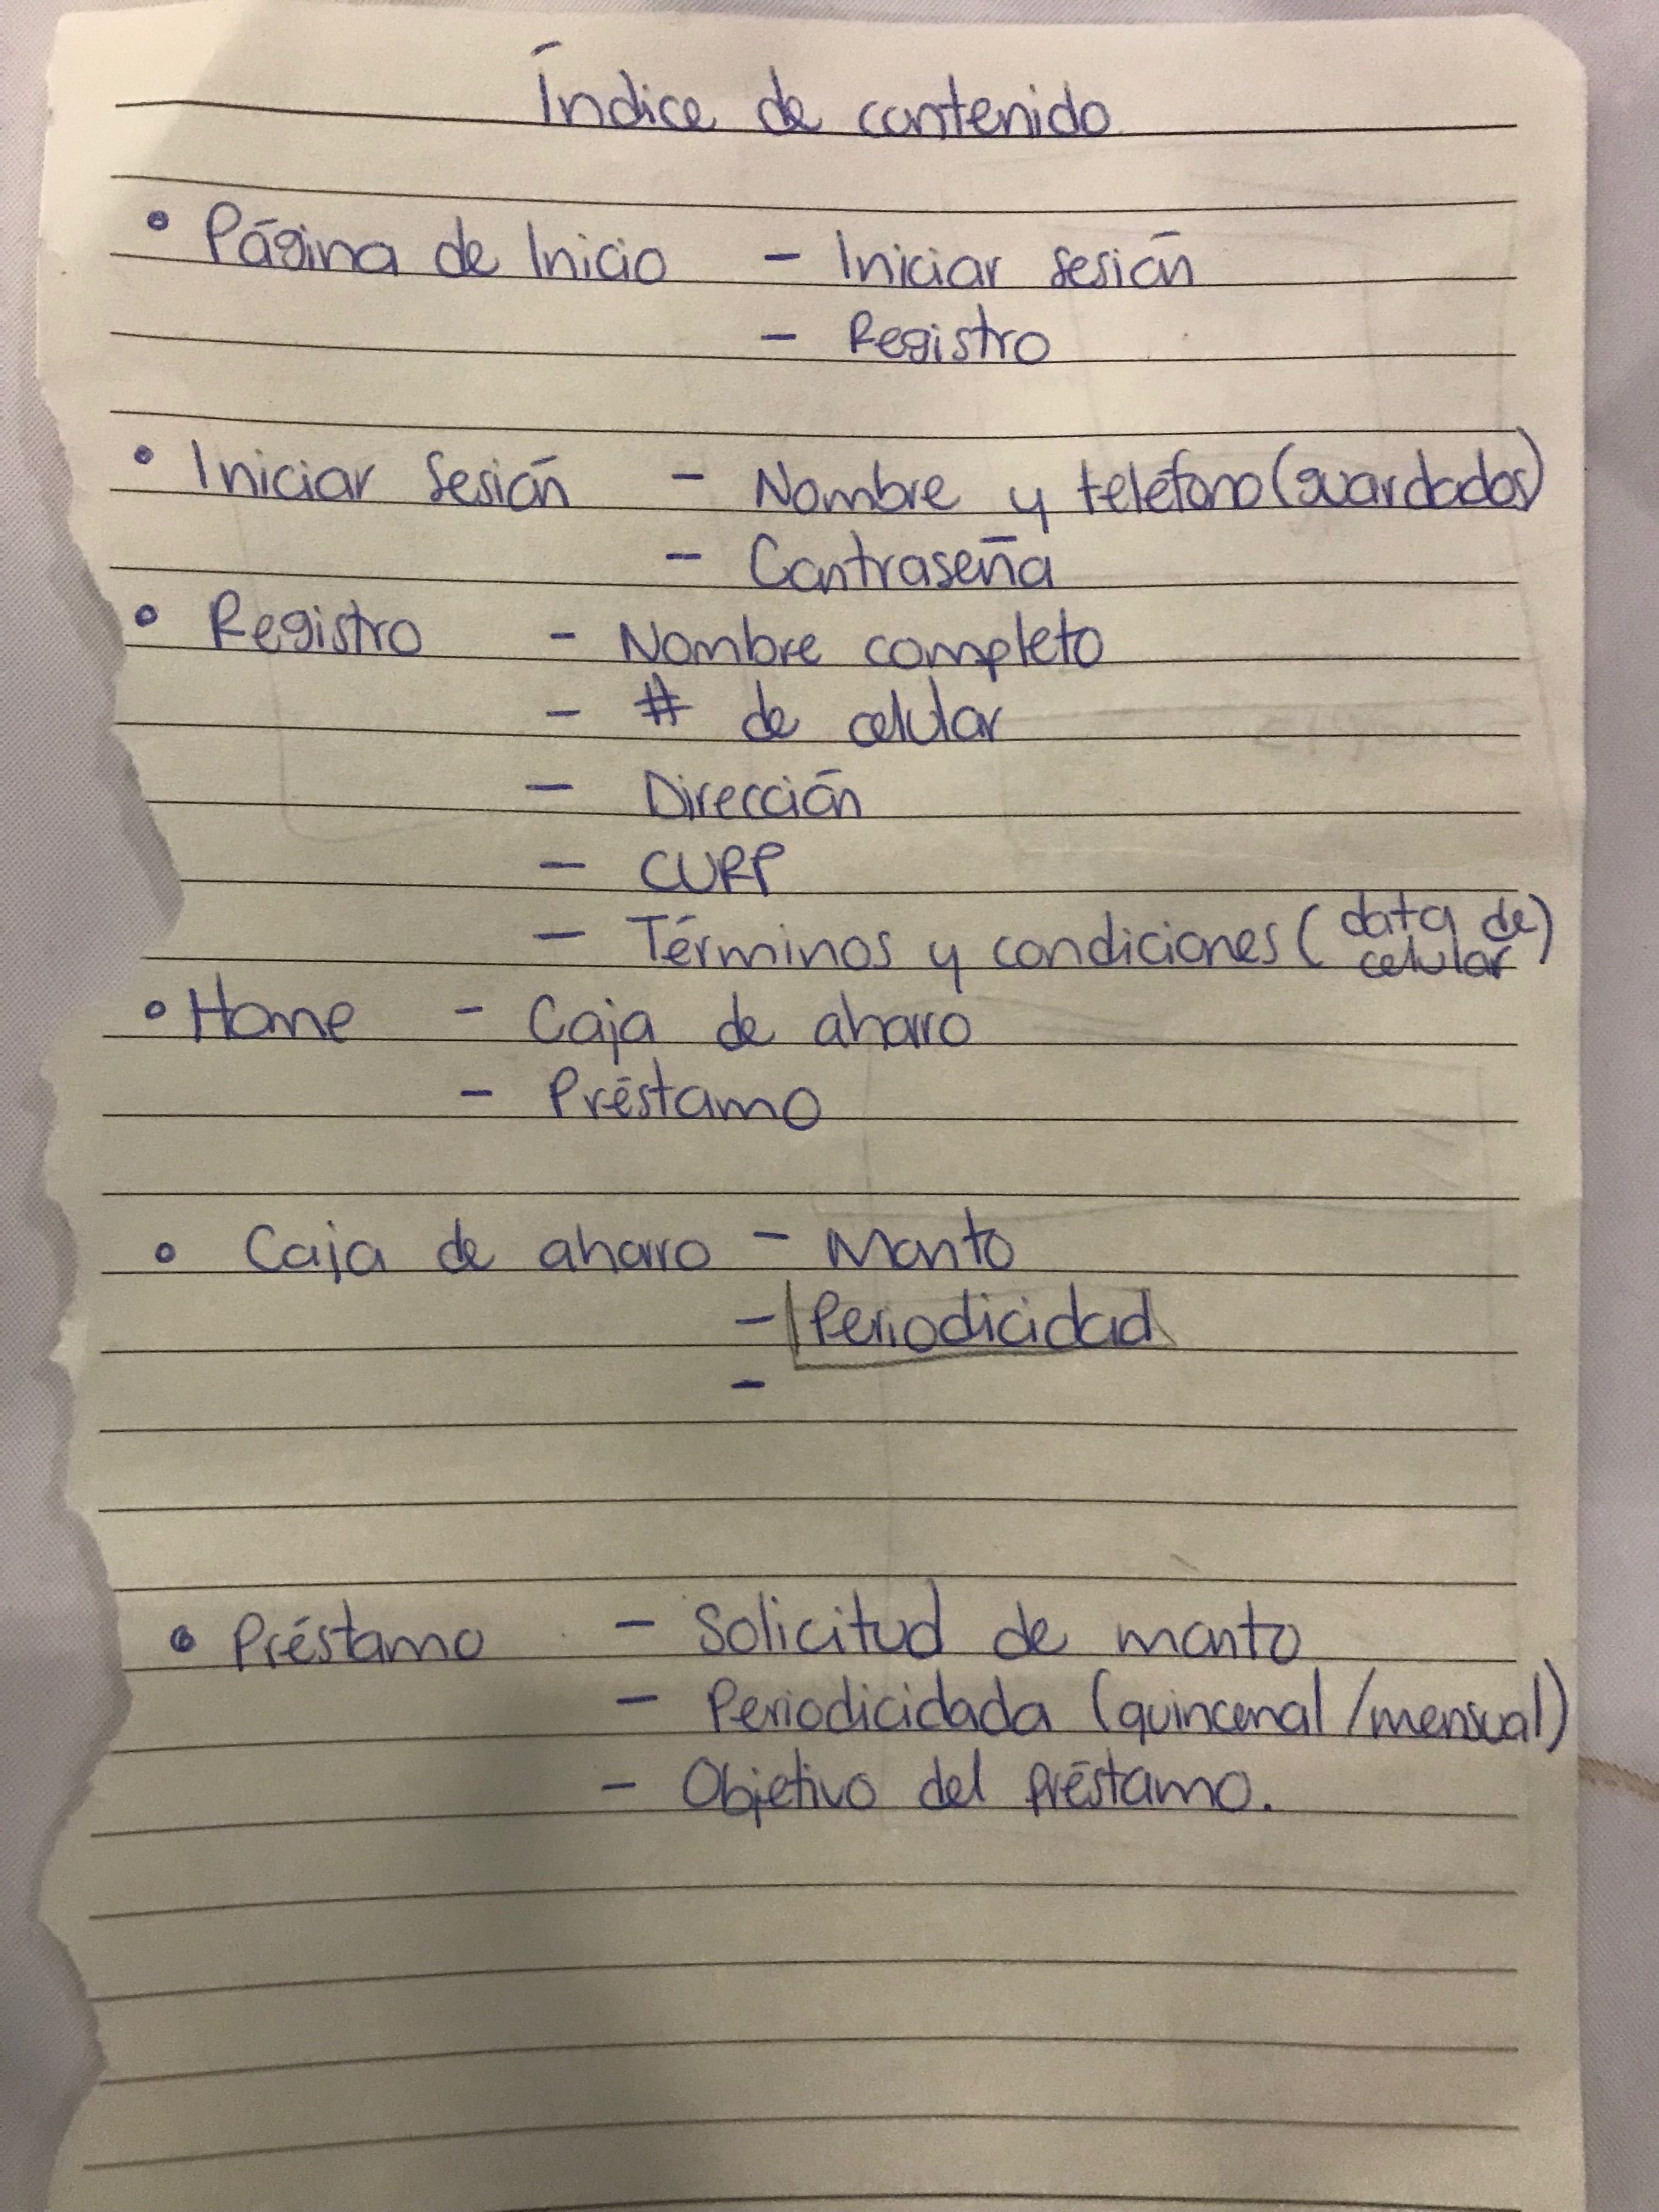 Índice de contenido
• Página de Inicio - Iniciar sesión
- Registro
• Iniciar Sesión - Nombre y teléfono (guardados)
- Contraseña
• Registro - Nombre completo
- # de celular
- Dirección
- CURP
- Términos y condiciones (data de celular)
• Home - Caja de ahorro
- Préstamo
• Caja de ahorro - Monto
- Periodicidad
-
• Préstamo - Solicitud de monto
- Periodicidada (quincenal/mensual)
- Objetivo del préstamo.